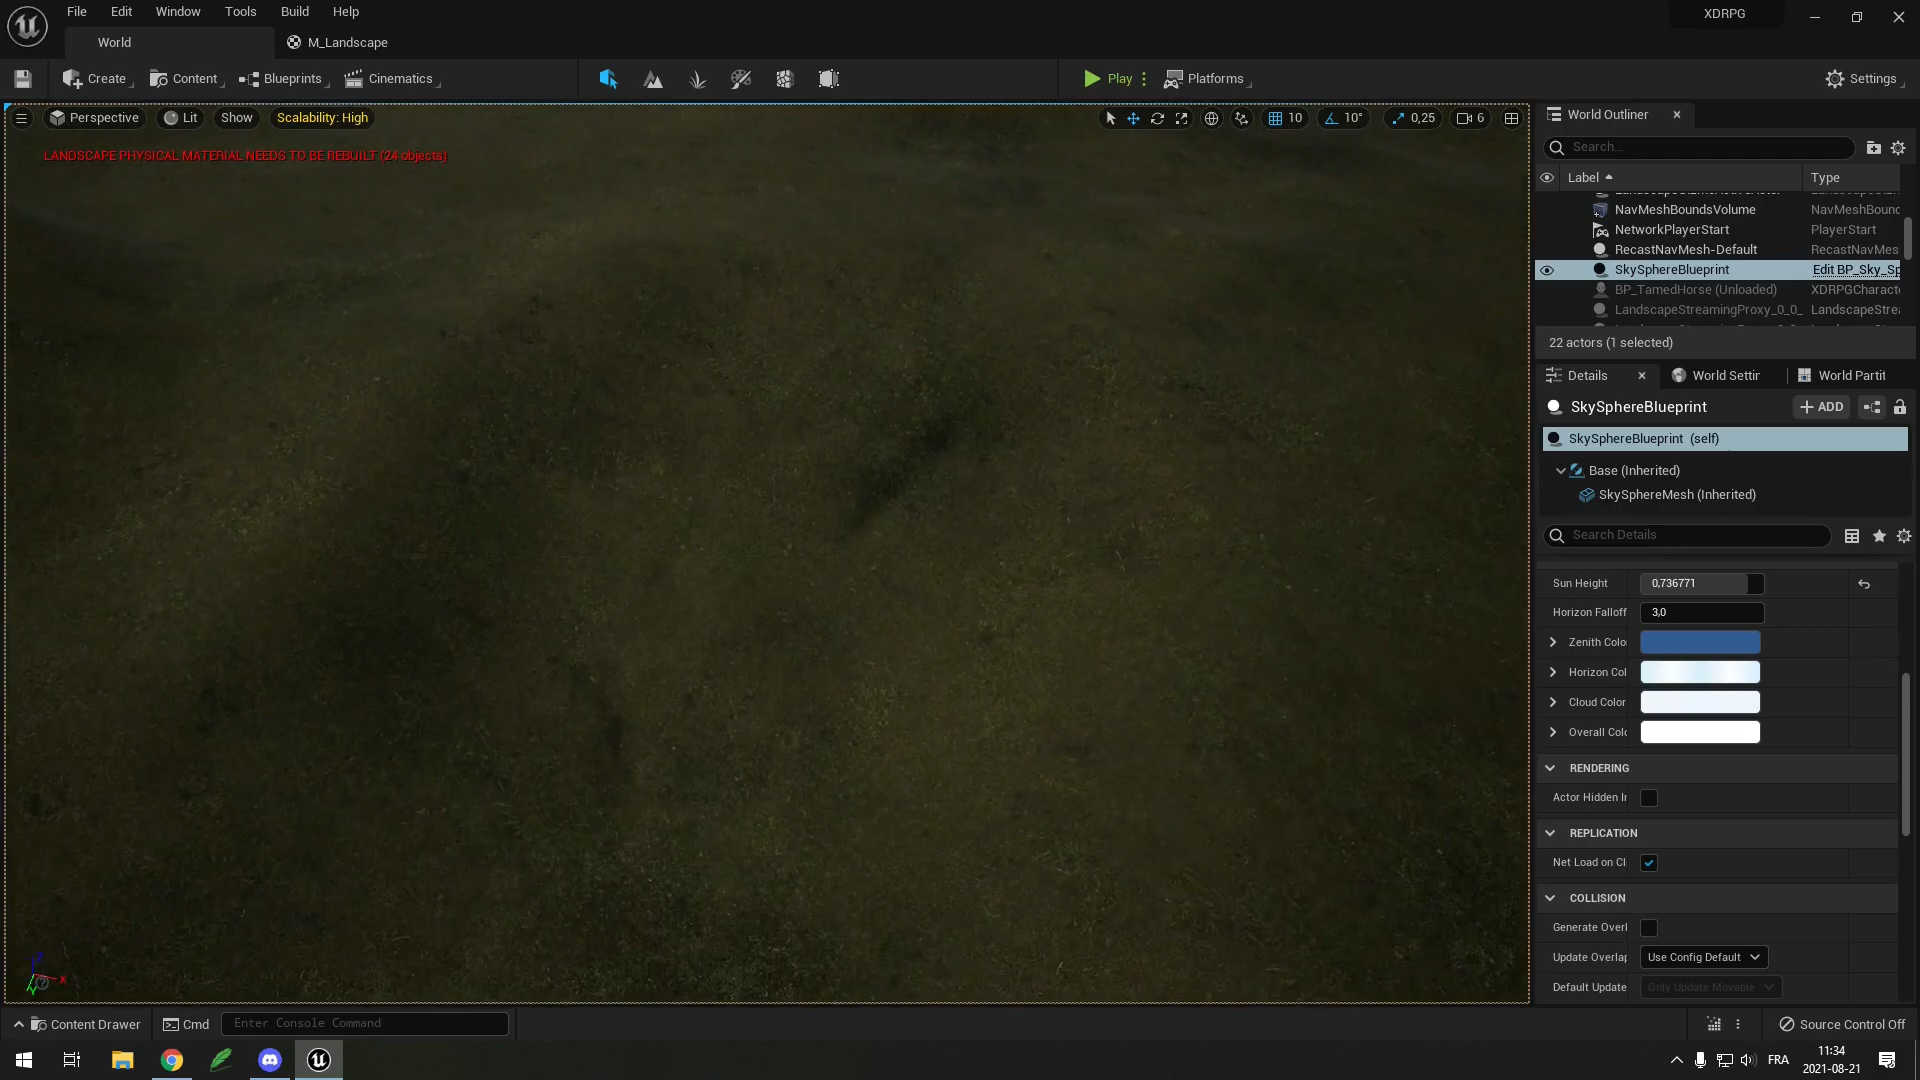 File Edit Window Tools Build Help
XDRPG
World
M_Landscape
Create Content Blueprints Cinematics
Play Platforms
Settings
Perspective Lit Show Scalability: High
10 10° 0,25 6
LANDSCAPE PHYSICAL MATERIAL NEEDS TO BE REBUILT (24 objects)
World Outliner
Search...
Label Type
NavMeshBoundsVolume NavMeshBound
NetworkPlayerStart PlayerStart
RecastNavMesh-Default RecastNavMes
SkySphereBlueprint Edit BP_Sky_Sp
BP_TamedHorse (Unloaded) XDRPGCharact
LandscapeStreamingProxy_0_0_ LandscapeStre
22 actors (1 selected)
Details World Settir World Partit
SkySphereBlueprint ADD
SkySphereBlueprint (self)
Base (Inherited)
SkySphereMesh (Inherited)
Search Details
Sun Height 0,736771
Horizon Falloff 3,0
Zenith Colo
Horizon Col
Cloud Color
Overall Colo
RENDERING
Actor Hidden Ir
REPLICATION
Net Load on Cl
COLLISION
Generate Overl
Update Overlap Use Config Default
Default Update Only Update Movable
Content Drawer Cmd Enter Console Command
Source Control Off
FRA
11:34
2021-08-21